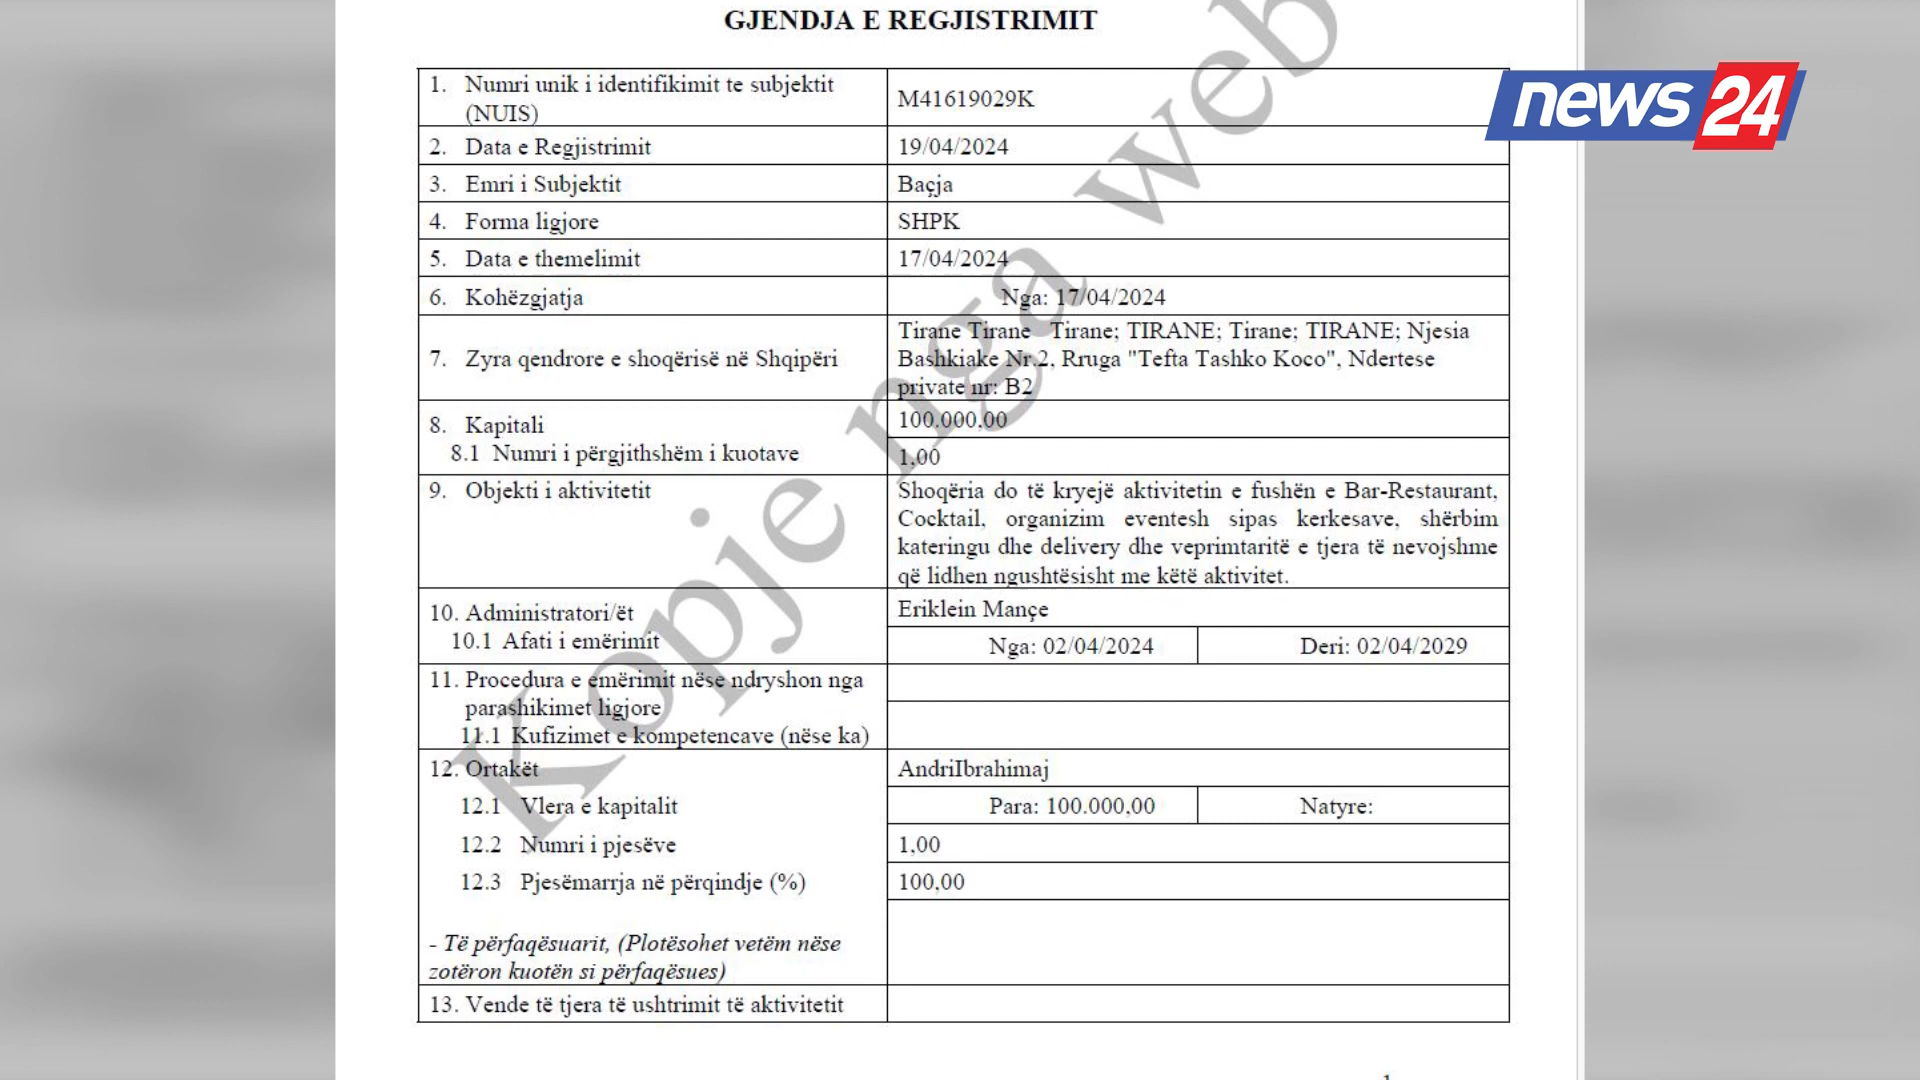 GJENDJA E REGJISTRIMIT
news 24
1. Numri unik i identifikimit te subjektit
(NUIS)
M41619029K
2. Data e Regjistrimit
19/04/2024
3. Emri i Subjektit
Baçja
4. Forma ligjore
SHPK
5. Data e themelimit
17/04/2024
6. Kohëzgjatja
Nga: 17/04/2024
7. Zyra qendrore e shoqërisë në Shqipëri
Tirane Tirane Tirane; TIRANE; Tirane; TIRANE; Njesia
Bashkiake Nr.2, Rruga "Tefta Tashko Koco", Ndertese
private nr: B2
8. Kapitali
100.000,00
8.1 Numri i përgjithshëm i kuotave
1,00
9. Objekti i aktivitetit
Shoqëria do të kryejë aktivitetin e fushën e Bar-Restaurant,
Cocktail, organizim eventesh sipas kerkesave, shërbim
kateringu dhe delivery dhe veprimtaritë e tjera të nevojshme
që lidhen ngushtësisht me këtë aktivitet.
10. Administratori/ët
Eriklein Mançe
10.1 Afati i emërimit
Nga: 02/04/2024 Deri: 02/04/2029
11. Procedura e emërimit nëse ndryshon nga
parashikimet ligjore
11.1 Kufizimet e kompetencave (nëse ka)
12. Ortakët
AndriIbrahimaj
12.1 Vlera e kapitalit
Para: 100.000,00 Natyre:
12.2 Numri i pjesëve
1,00
12.3 Pjesëmarrja në përqindje (%)
100,00
- Të përfaqësuarit, (Plotësohet vetëm nëse
zotëron kuotën si përfaqësues)
13. Vende të tjera të ushtrimit të aktivitetit
Kopje nga web